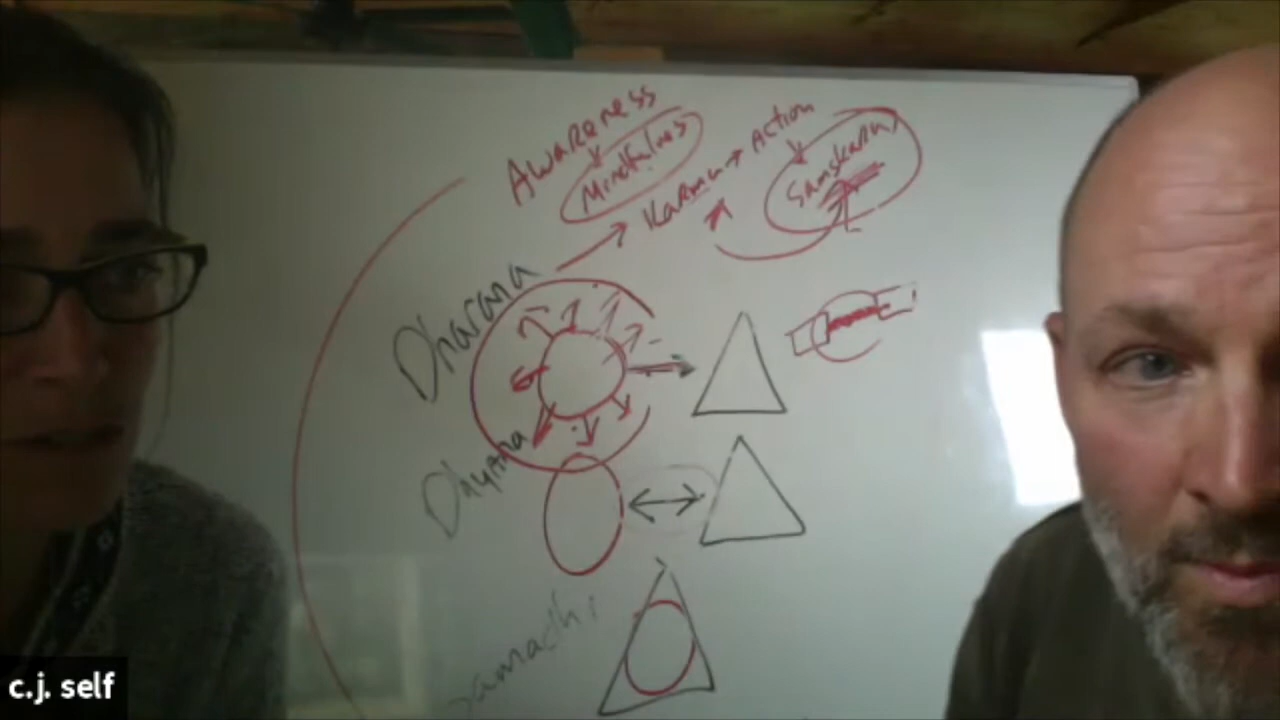 Awareness
Mindfulness
Karma → Action
Samskara
Dharana
Dhyana
Samadhi
c.j. self